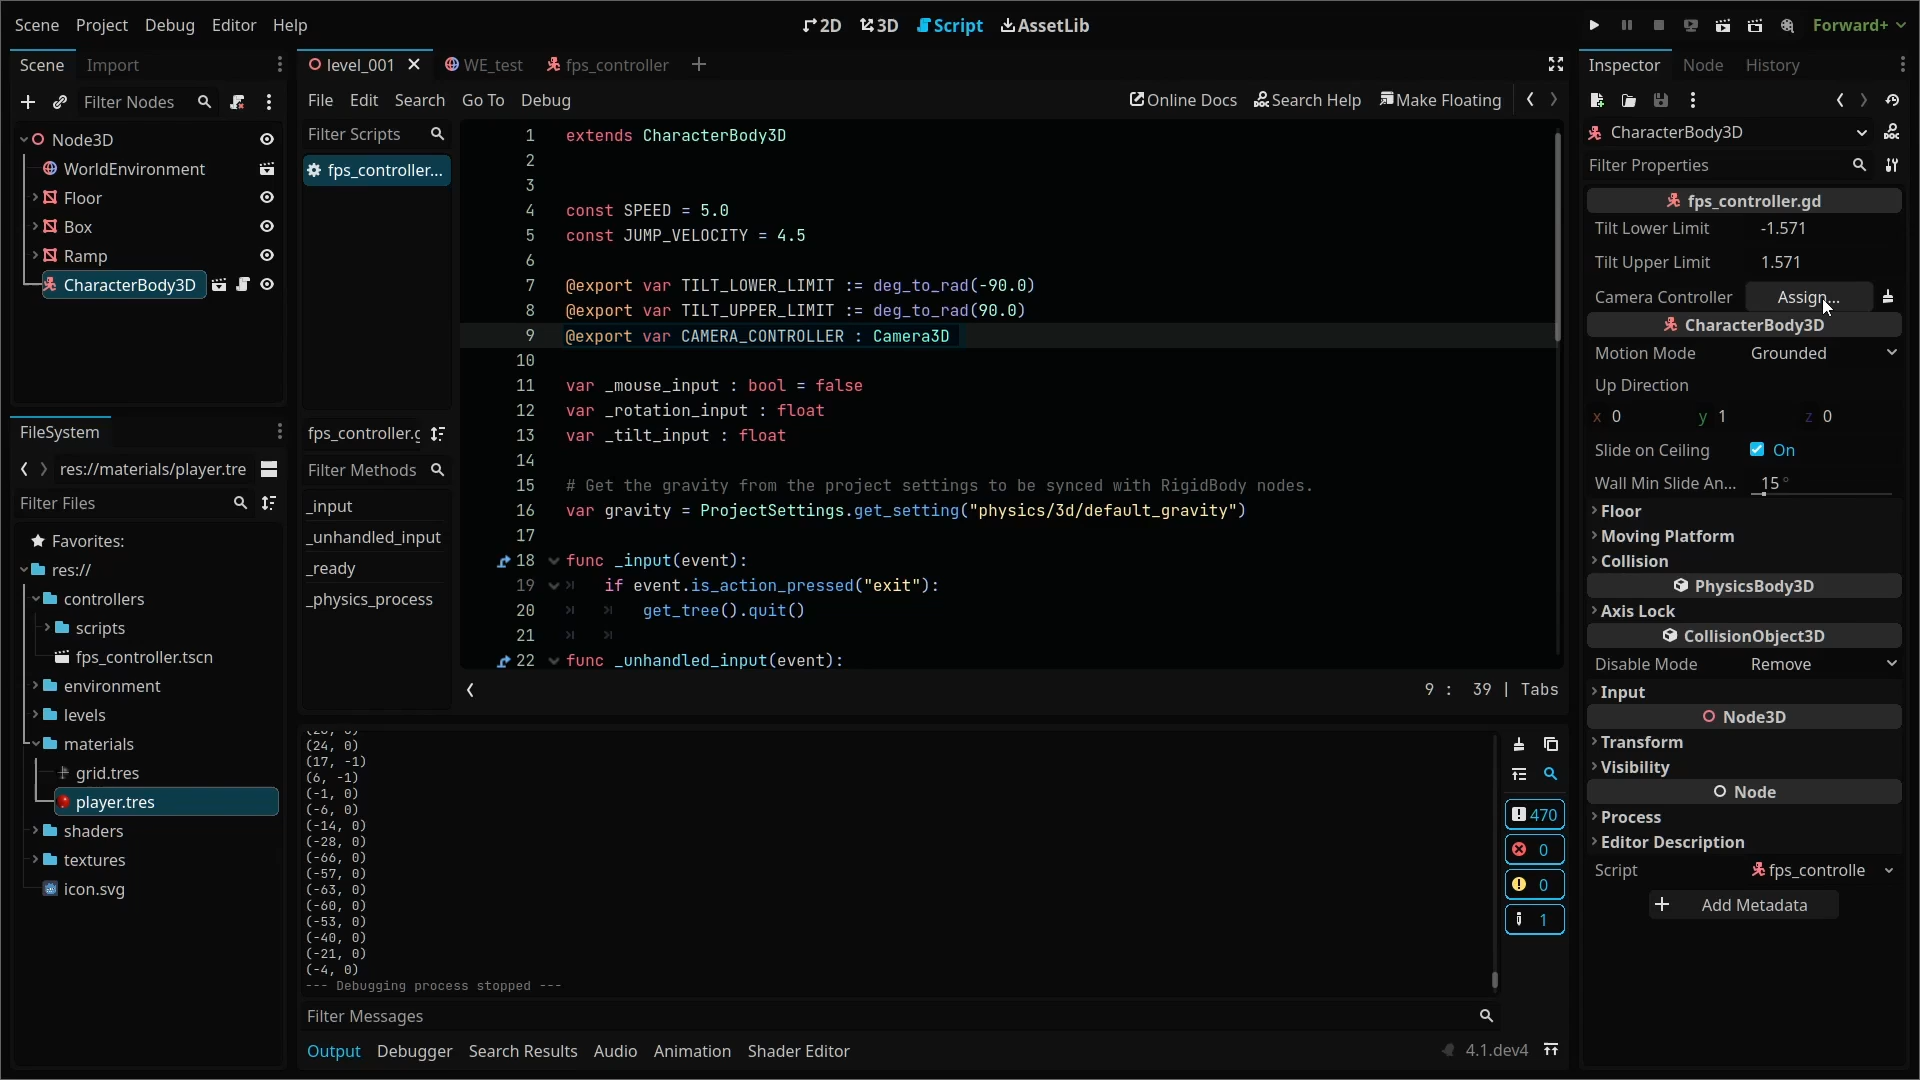 Scene Project Debug Editor Help
2D 3D Script AssetLib
Forward+
Scene Import
Filter Nodes
Node3D
WorldEnvironment
Floor
Box
Ramp
CharacterBody3D
FileSystem
res://materials/player.tre
Filter Files
Favorites:
res://
controllers
scripts
fps_controller.tscn
environment
levels
materials
grid.tres
player.tres
shaders
textures
icon.svg
level_001 WE_test fps_controller
File Edit Search Go To Debug
Online Docs Search Help Make Floating
Filter Scripts
fps_controller...
fps_controller.g
Filter Methods
_input
_unhandled_input
_ready
_physics_process
1 extends CharacterBody3D
2
3
4 const SPEED = 5.0
5 const JUMP_VELOCITY = 4.5
6
7 @export var TILT_LOWER_LIMIT := deg_to_rad(-90.0)
8 @export var TILT_UPPER_LIMIT := deg_to_rad(90.0)
9 @export var CAMERA_CONTROLLER : Camera3D
10
11 var _mouse_input : bool = false
12 var _rotation_input : float
13 var _tilt_input : float
14
15 # Get the gravity from the project settings to be synced with RigidBody nodes.
16 var gravity = ProjectSettings.get_setting("physics/3d/default_gravity")
17
18 func _input(event):
19 if event.is_action_pressed("exit"):
20 get_tree().quit()
21
22 func _unhandled_input(event):
9 : 39 | Tabs
(24, 0)
(17, -1)
(6, -1)
(-1, 0)
(-6, 0)
(-14, 0)
(-28, 0)
(-66, 0)
(-57, 0)
(-63, 0)
(-60, 0)
(-53, 0)
(-40, 0)
(-21, 0)
(-4, 0)
--- Debugging process stopped ---
470
0
0
1
Filter Messages
Output Debugger Search Results Audio Animation Shader Editor
4.1.dev4
Inspector Node History
CharacterBody3D
Filter Properties
fps_controller.gd
Tilt Lower Limit -1.571
Tilt Upper Limit 1.571
Camera Controller Assign...
CharacterBody3D
Motion Mode Grounded
Up Direction
x 0 y 1 z 0
Slide on Ceiling On
Wall Min Slide An... 15 °
Floor
Moving Platform
Collision
PhysicsBody3D
Axis Lock
CollisionObject3D
Disable Mode Remove
Input
Node3D
Transform
Visibility
Node
Process
Editor Description
Script fps_controlle
Add Metadata